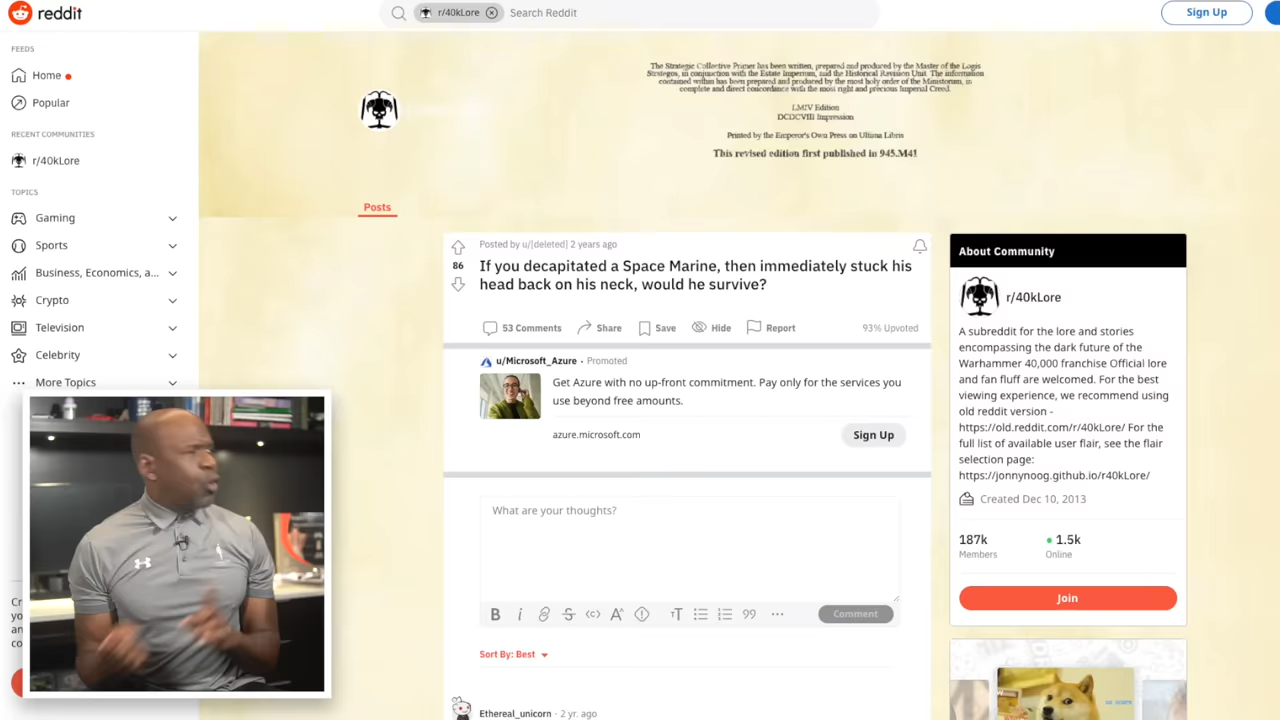 reddit
r/40kLore
Search Reddit
Sign Up
FEEDS
Home
Popular
RECENT COMMUNITIES
r/40kLore
TOPICS
Gaming
Sports
Business, Economics, a...
Crypto
Television
Celebrity
More Topics
The Strategic Collective Primer has been written, prepared and produced by the Master of the Logis
Strategos, in conjunction with the Estate Imperium, and the Historical Revision Unit. The information
contained within has been prepared and produced by the most holy order of the Ministorum, in
complete and direct concordance with the most right and precious Imperial Creed.
LMIV Edition
DCDCVIII Impression
Printed by the Emperor's Own Press on Ultima Libris
This revised edition first published in 945.M41
Posts
Posted by u/[deleted] 2 years ago
86
If you decapitated a Space Marine, then immediately stuck his
head back on his neck, would he survive?
53 Comments
Share
Save
Hide
Report
93% Upvoted
u/Microsoft_Azure • Promoted
Get Azure with no up-front commitment. Pay only for the services you
use beyond free amounts.
azure.microsoft.com
Sign Up
What are your thoughts?
Comment
Sort By: Best
Ethereal_unicorn · 2 yr. ago
About Community
r/40kLore
A subreddit for the lore and stories
encompassing the dark future of the
Warhammer 40,000 franchise Official lore
and fan fluff are welcomed. For the best
viewing experience, we recommend using
old reddit version -
https://old.reddit.com/r/40kLore/ For the
full list of available user flair, see the flair
selection page:
https://jonnynoog.github.io/r40kLore/
Created Dec 10, 2013
187k
Members
1.5k
Online
Join